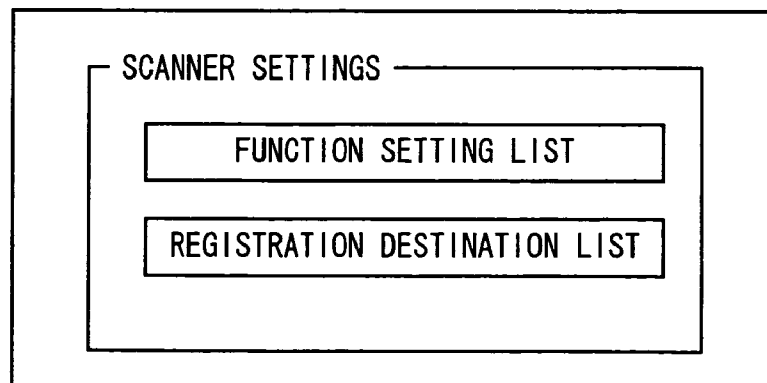 SCANNER SETTINGS
FUNCTION SETTING LIST
REGISTRATION DESTINATION LIST